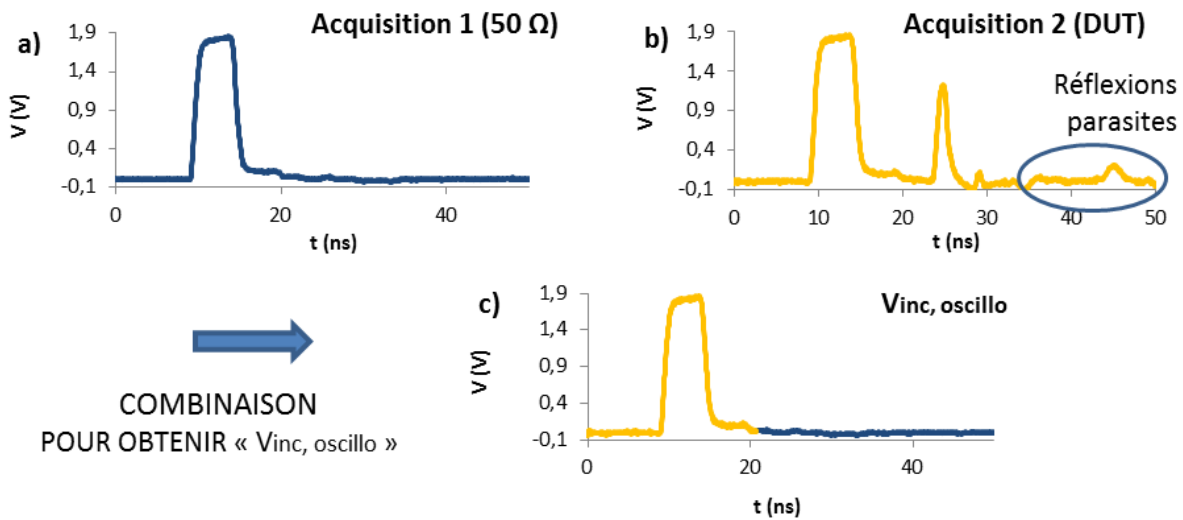 a)
Acquisition 1 (50 Ω)
1,9
1,4
0,9
0,4
-0,1
V (V)
0
20
40
t (ns)
b)
Acquisition 2 (DUT)
1,9
1,4
0,9
0,4
-0,1
V (V)
0
10
20
30
40
50
t (ns)
Réflexions
parasites
COMBINAISON
POUR OBTENIR « Vinc, oscillo »
c)
Vinc, oscillo
1,9
1,4
0,9
0,4
-0,1
V (V)
0
20
40
t (ns)